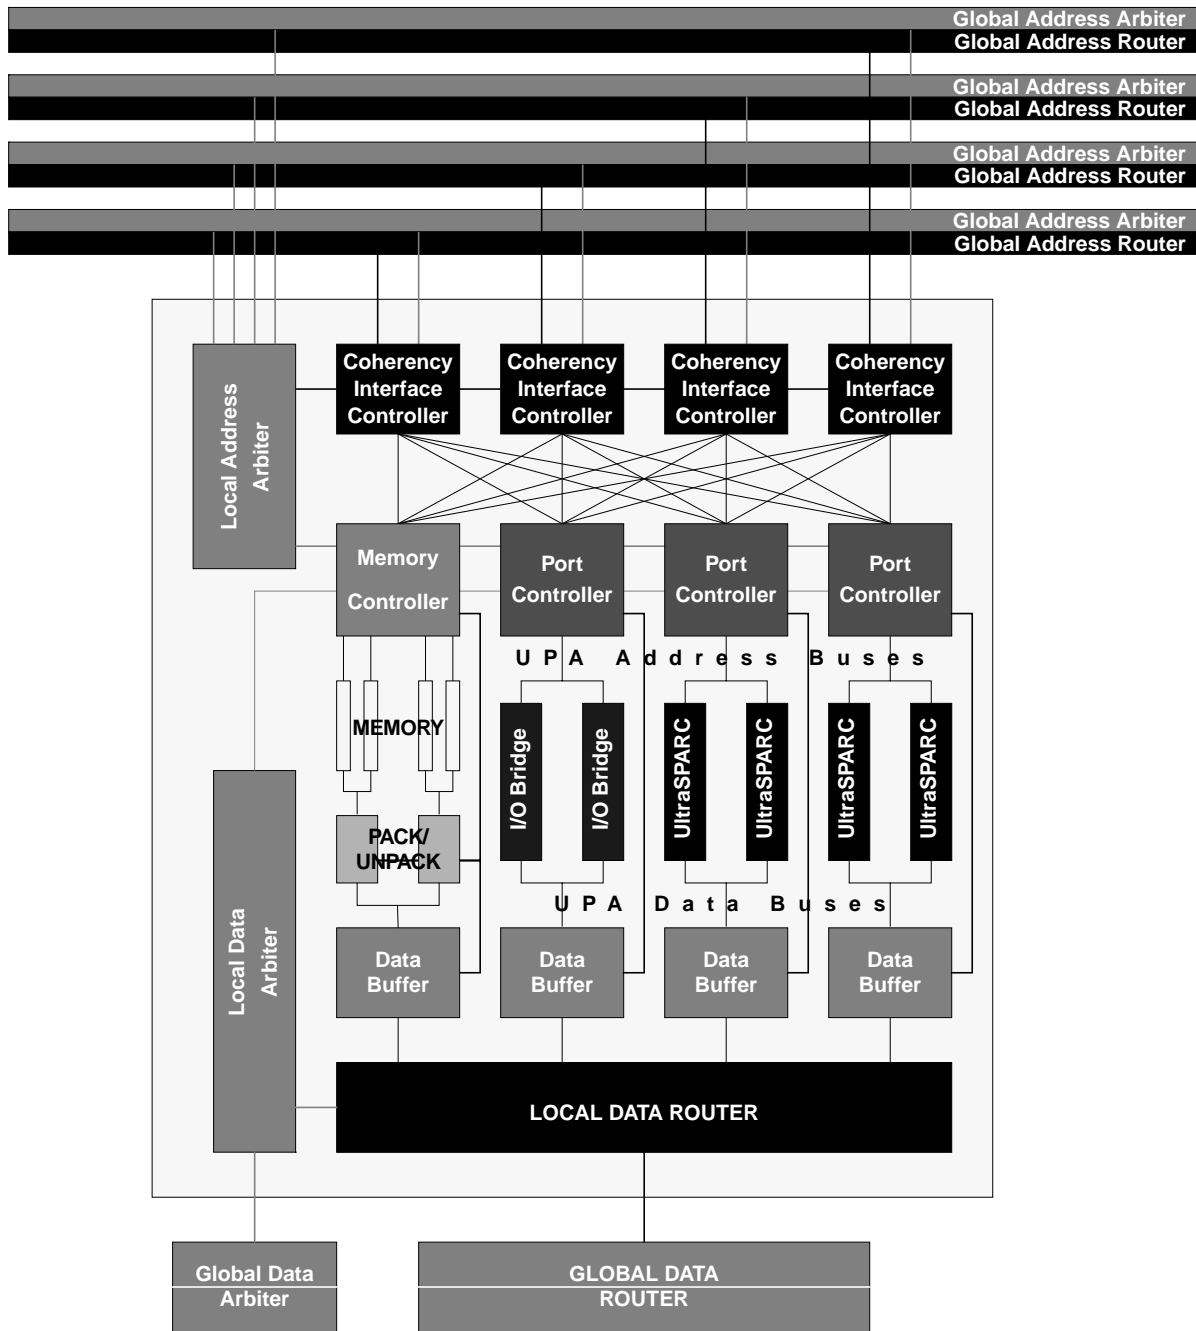 Global Address Arbiter
Global Address Router
Global Address Arbiter
Global Address Router
Global Address Arbiter
Global Address Router
Global Address Arbiter
Global Address Router
Local Address
Arbiter
Coherency
Interface
Controller
Coherency
Interface
Controller
Coherency
Interface
Controller
Coherency
Interface
Controller
Memory
Controller
Port
Controller
Port
Controller
Port
Controller
UPA Address Buses
MEMORY
I/O Bridge
I/O Bridge
UltraSPARC
UltraSPARC
UltraSPARC
UltraSPARC
PACK/
UNPACK
UPA Data Buses
Local Data
Arbiter
Data
Buffer
Data
Buffer
Data
Buffer
Data
Buffer
LOCAL DATA ROUTER
Global Data
Arbiter
GLOBAL DATA
ROUTER